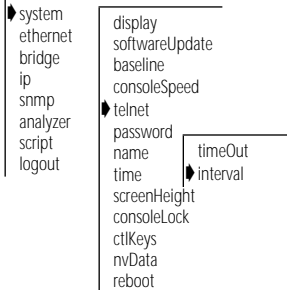 system
ethernet
bridge
ip
snmp
analyzer
script
logout
display
softwareUpdate
baseline
consoleSpeed
telnet
password
name
time
screenHeight
consoleLock
ctlKeys
nvData
reboot
timeOut
interval